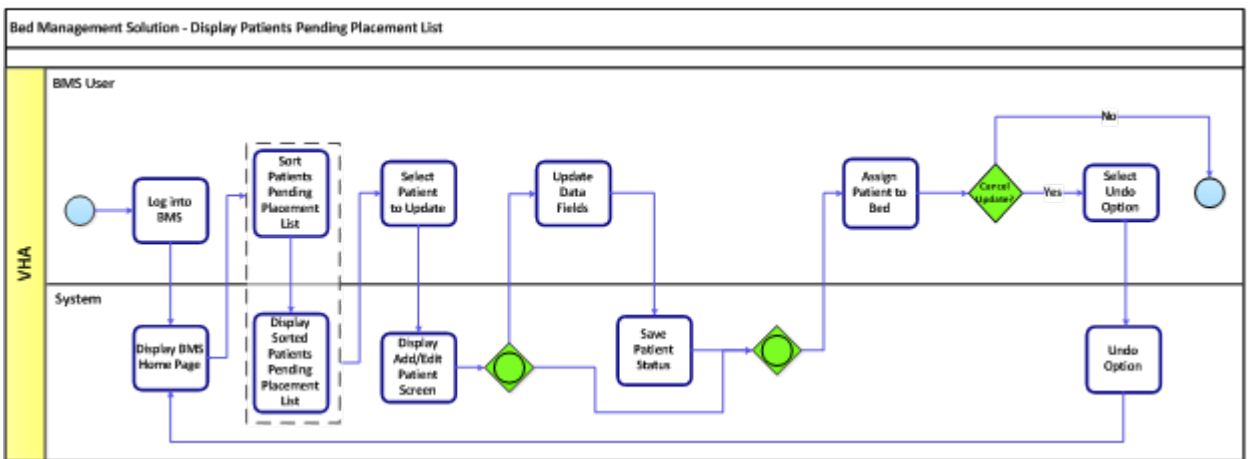 Bed Management Solution - Display Patients Pending Placement List
VHA
BMS User
Log into
BMS
Sort
Patients
Pending
Placement
List
Select
Patient
to Update
Update
Data
Fields
Assign
Patient to
Bed
Cancel
Update?
No
Yes
Select
Undo
Option
System
Display BMS
Home Page
Display
Sorted
Patients
Pending
Placement
List
Display
Add/Edit
Patient
Screen
Save
Patient
Status
Undo
Option